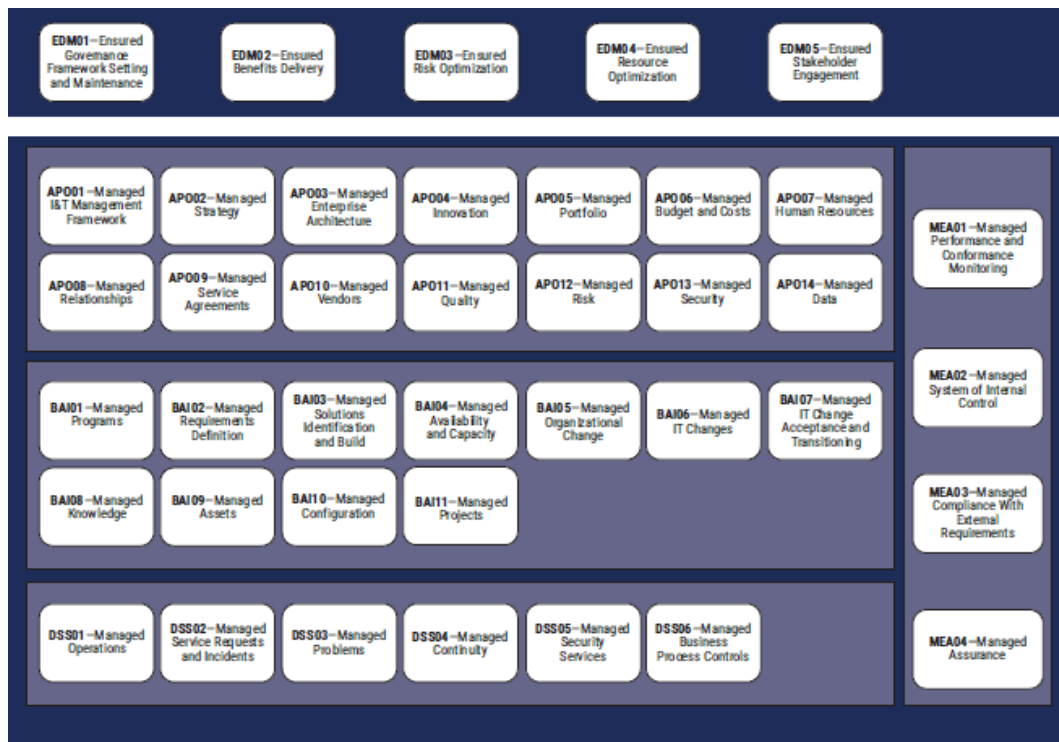 EDM01—Ensured
Governance
Framework Setting
and Maintenance
EDM02—Ensured
Benefits Delivery
EDM03—Ensured
Risk Optimization
EDM04—Ensured
Resource
Optimization
EDM05—Ensured
Stakeholder
Engagement
APO01—Managed
I&T Management
Framework
APO02—Managed
Strategy
APO03—Managed
Enterprise
Architecture
APO04—Managed
Innovation
APO05—Managed
Portfolio
APO06—Managed
Budget and Costs
APO07—Managed
Human Resources
APO08—Managed
Relationships
APO09—Managed
Service
Agreements
APO10—Managed
Vendors
APO11—Managed
Quality
APO12—Managed
Risk
APO13—Managed
Security
APO14—Managed
Data
BAI01—Managed
Programs
BAI02—Managed
Requirements
Definition
BAI03—Managed
Solutions
Identification
and Build
BAI04—Managed
Availability
and Capacity
BAI05—Managed
Organizational
Change
BAI06—Managed
IT Changes
BAI07—Managed
IT Change
Acceptance and
Transitioning
BAI08—Managed
Knowledge
BAI09—Managed
Assets
BAI10—Managed
Configuration
BAI11—Managed
Projects
DSS01—Managed
Operations
DSS02—Managed
Service Requests
and Incidents
DSS03—Managed
Problems
DSS04—Managed
Continuity
DSS05—Managed
Security
Services
DSS06—Managed
Business
Process Controls
MEA01—Managed
Performance and
Conformance
Monitoring
MEA02—Managed
System of Internal
Control
MEA03—Managed
Compliance With
External
Requirements
MEA04—Managed
Assurance